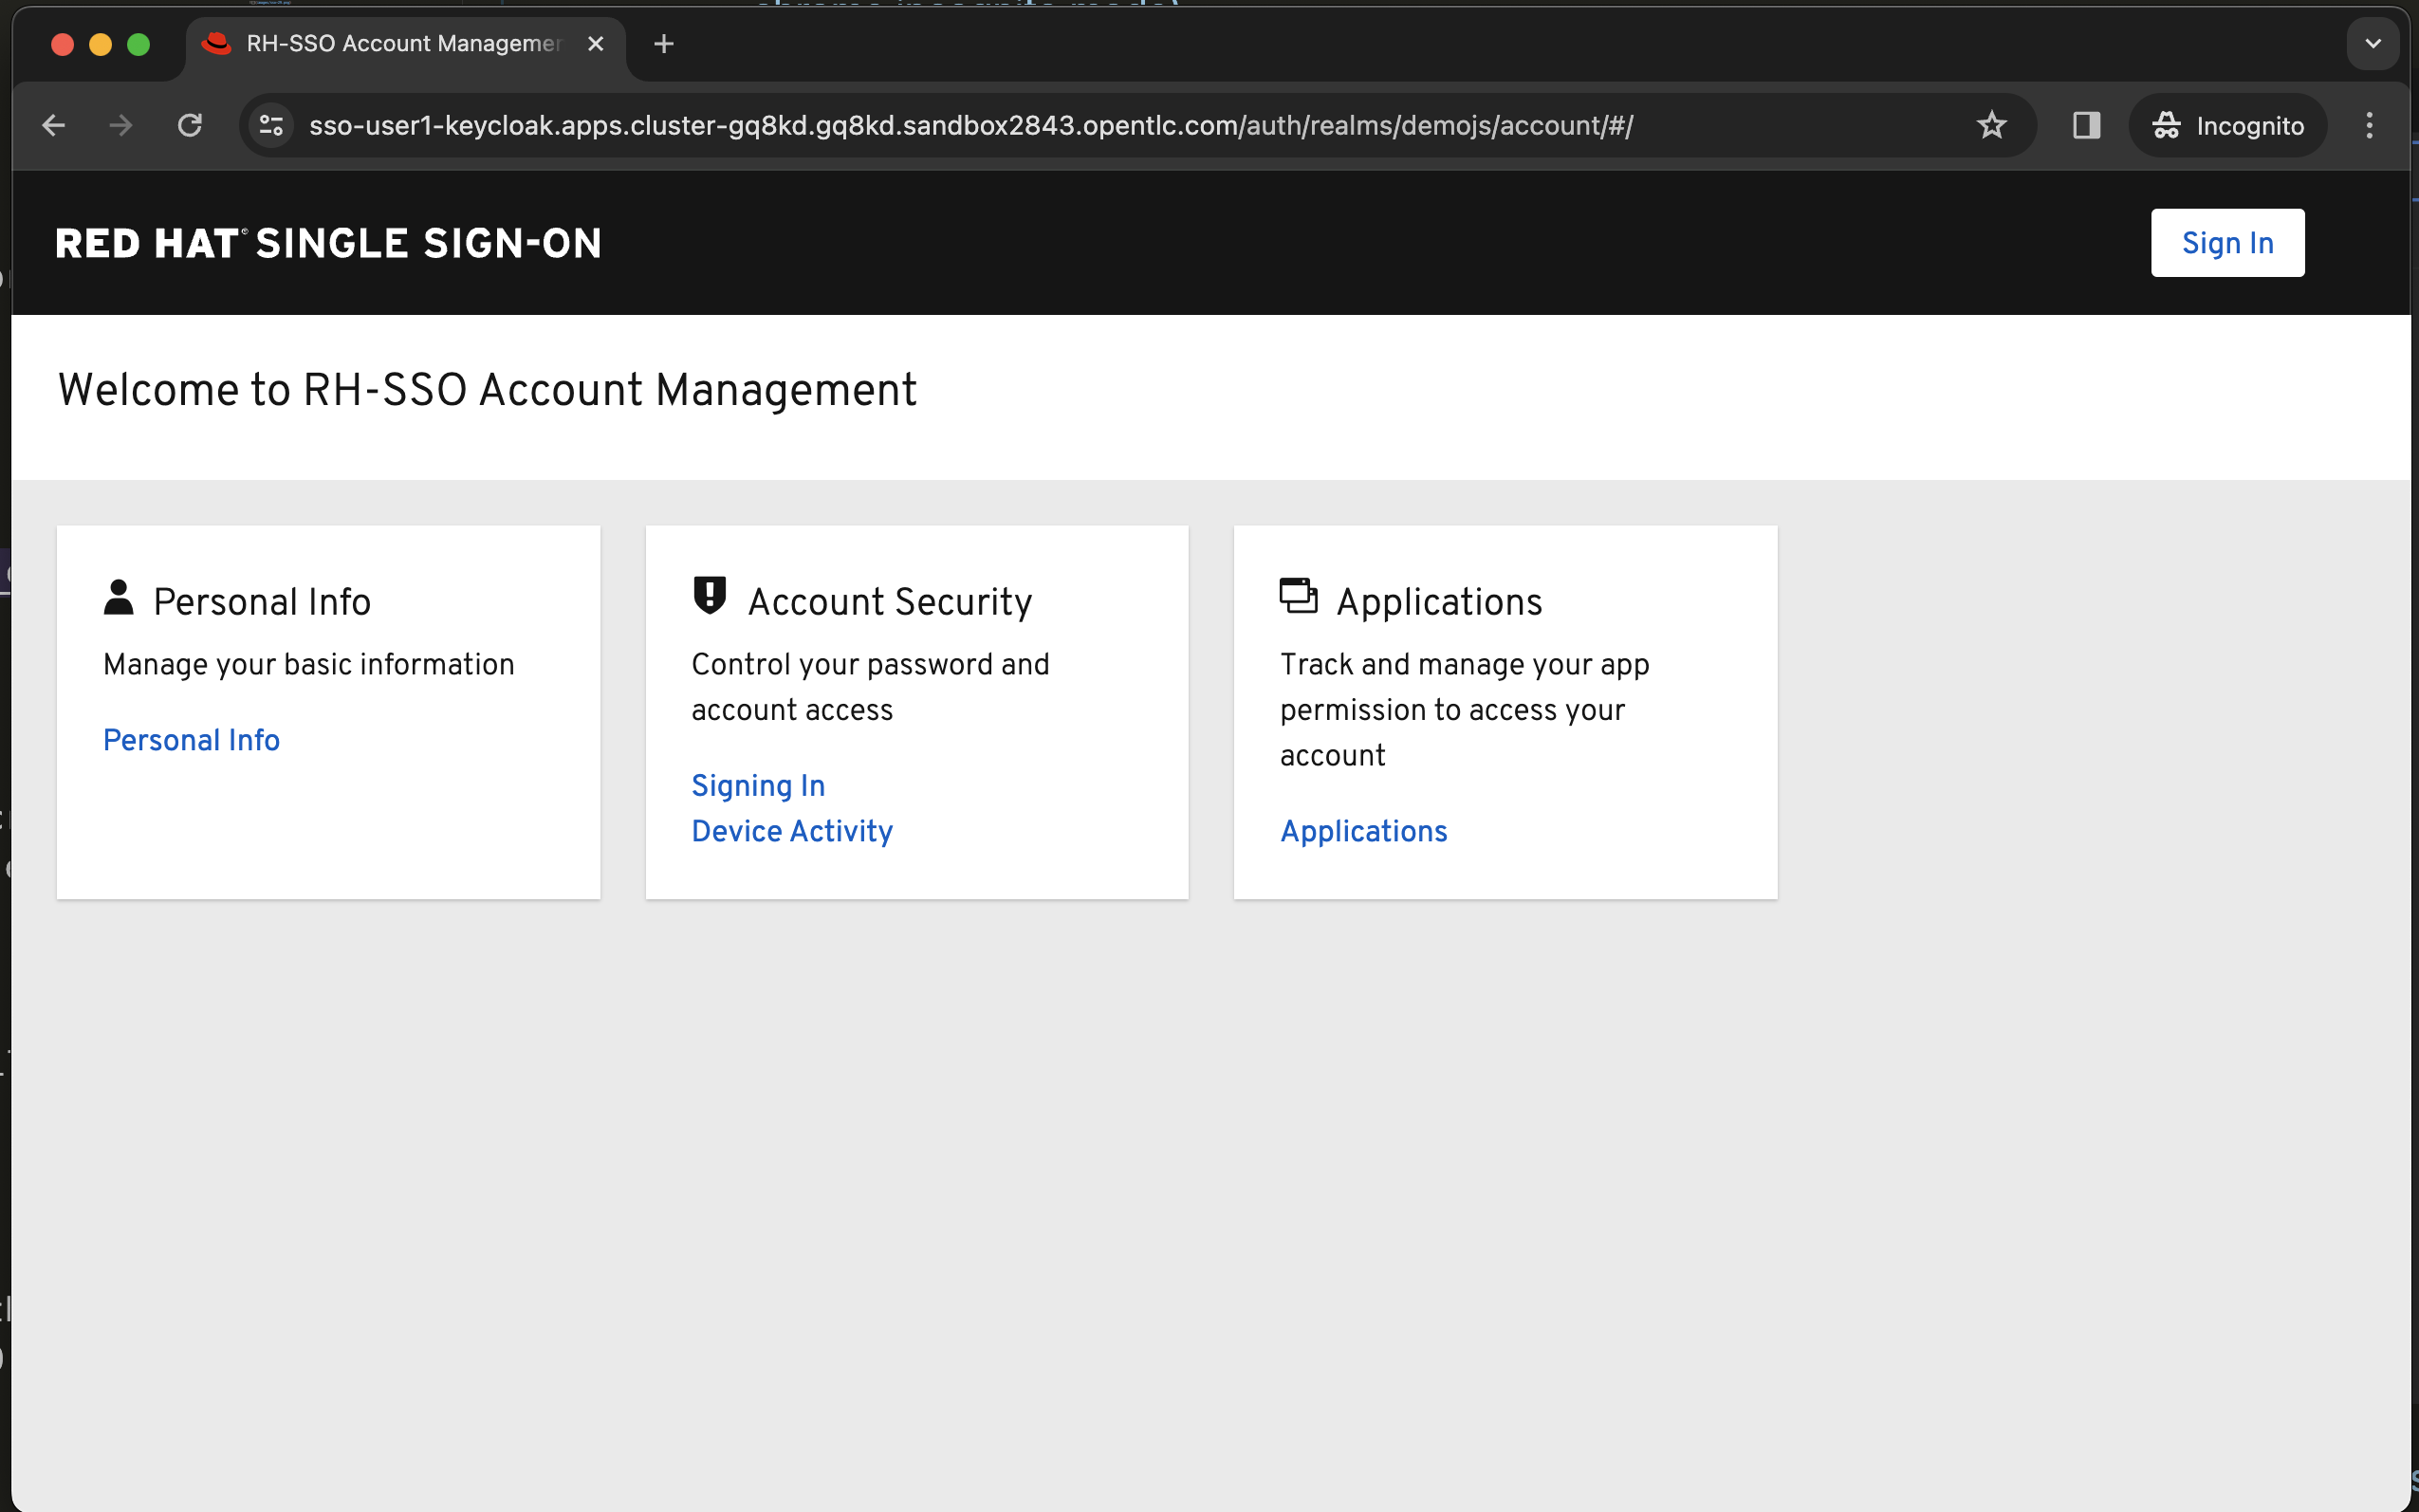 RH-SSO Account Managemen
sso-user1-keycloak.apps.cluster-gq8kd.gq8kd.sandbox2843.opentlc.com/auth/realms/demojs/account/#/
Incognito
RED HAT® SINGLE SIGN-ON
Sign In
Welcome to RH-SSO Account Management
Personal Info
Manage your basic information
Personal Info
Account Security
Control your password and
account access
Signing In
Device Activity
Applications
Track and manage your app
permission to access your
account
Applications